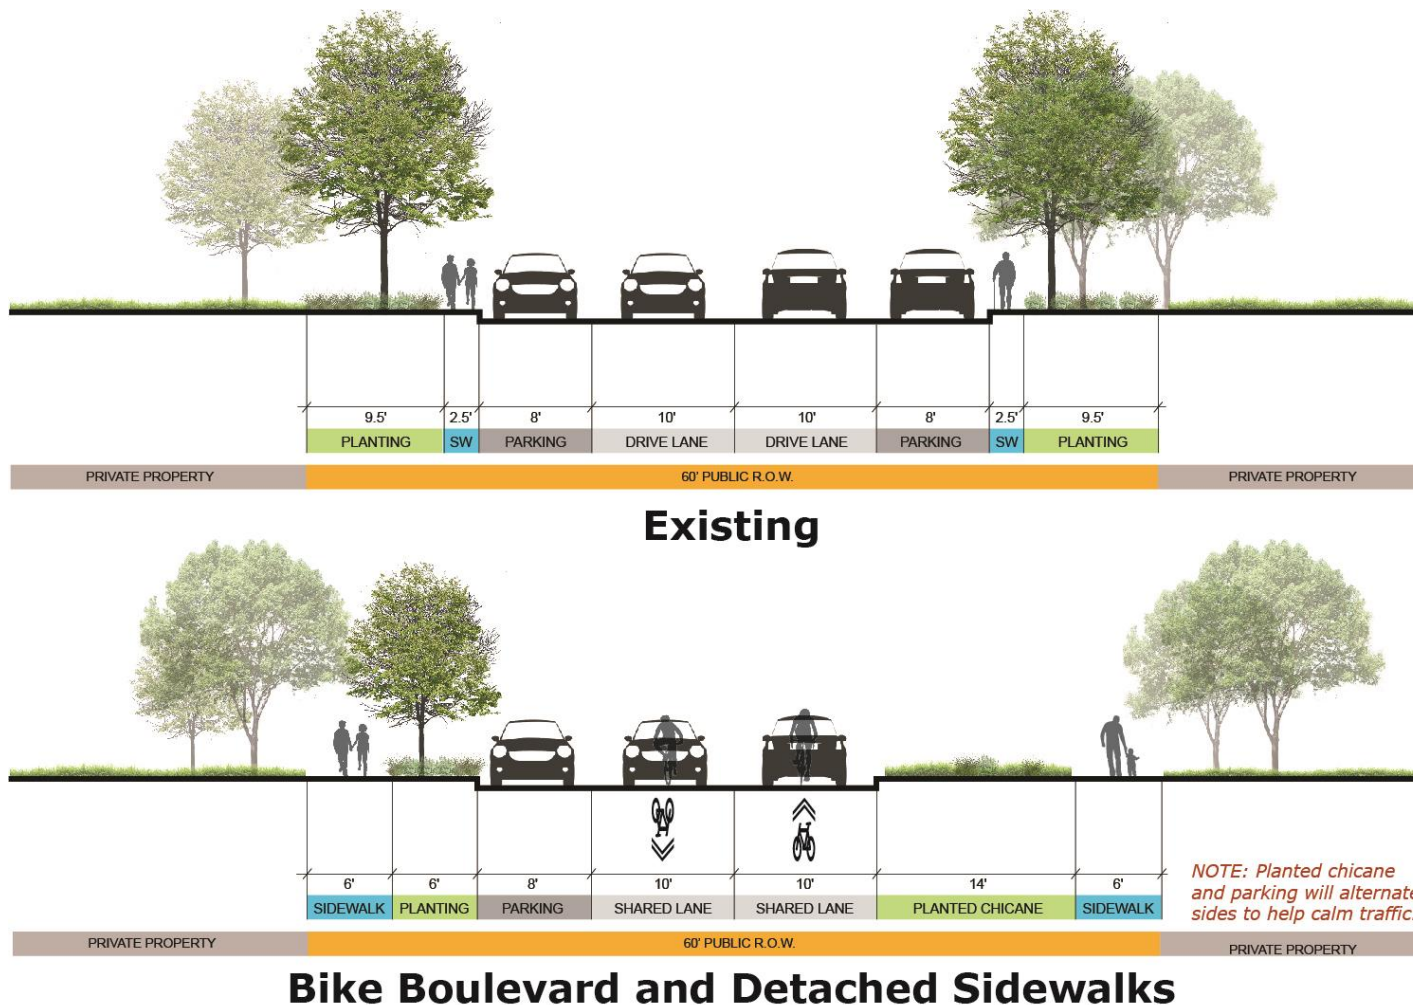 9.5' 2.5' 8' 10' 10' 8' 2.5' 9.5'
PLANTING SW PARKING DRIVE LANE DRIVE LANE PARKING SW PLANTING
PRIVATE PROPERTY 60' PUBLIC R.O.W. PRIVATE PROPERTY
Existing
6' 6' 8' 10' 10' 14' 6'
SIDEWALK PLANTING PARKING SHARED LANE SHARED LANE PLANTED CHICANE SIDEWALK
NOTE: Planted chicane
and parking will alternate
sides to help calm traffic.
PRIVATE PROPERTY 60' PUBLIC R.O.W. PRIVATE PROPERTY
Bike Boulevard and Detached Sidewalks